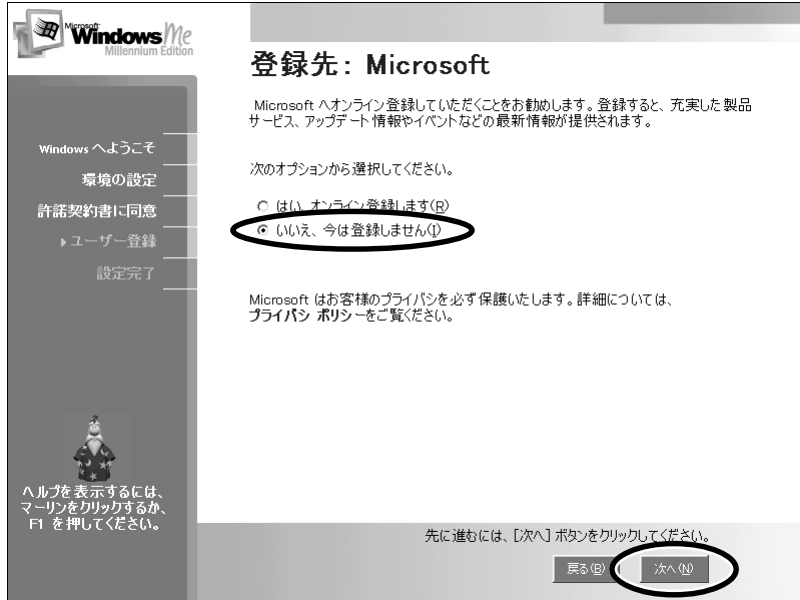 Microsoft
Windows Me
Millennium Edition
Windows へようこそ
環境の設定
許諾契約書に同意
ユーザー登録
設定完了
ヘルプを表示するには、
マーリンをクリックするか、
F1 を押してください。
登録先: Microsoft
Microsoft へオンライン登録していただくことをお勧めします。登録すると、充実した製品
サービス、アップデート情報やイベントなどの最新情報が提供されます。
次のオプションから選択してください。
はい、オンライン登録します(R)
いいえ、今は登録しません(I)
Microsoft はお客様のプライバシを必ず保護いたします。詳細については、
プライバシ ポリシーをご覧ください。
先に進むには、[次へ] ボタンをクリックしてください。
戻る(B)
次へ(N)